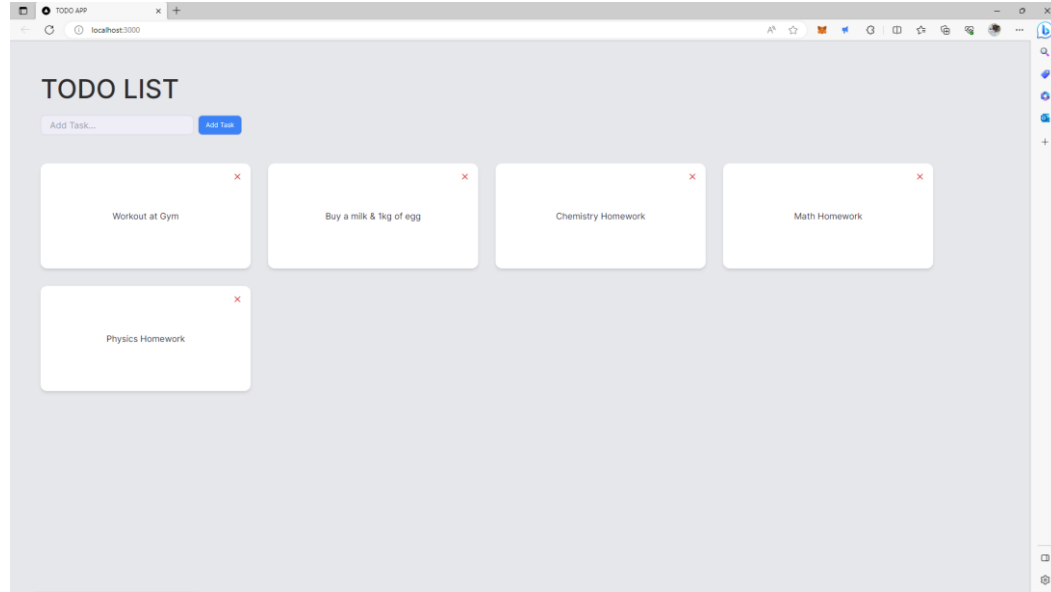 TODO APP
localhost:3000
TODO LIST
Add Task...
Add Task
Workout at Gym
Buy a milk & 1kg of egg
Chemistry Homework
Math Homework
Physics Homework